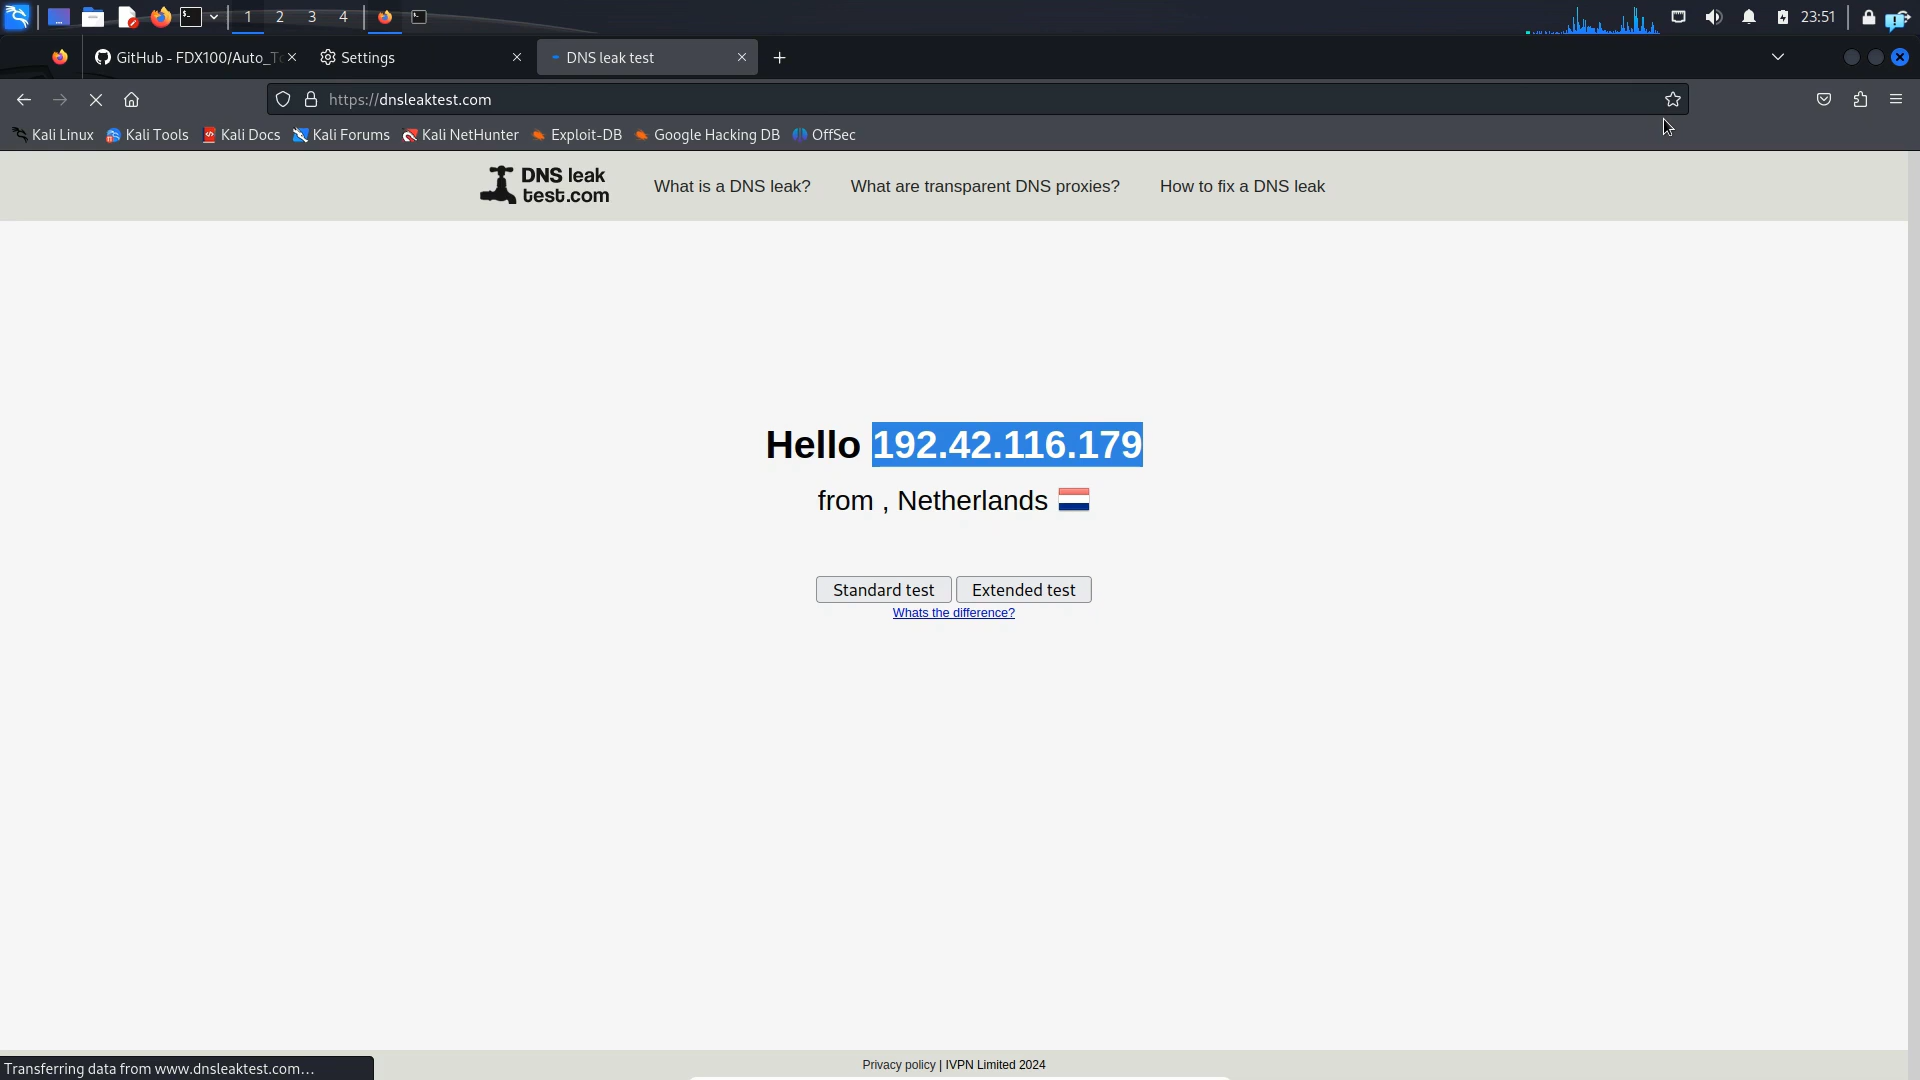 1 2 3 4 23:51
GitHub - FDX100/Auto_T Settings DNS leak test
https://dnsleaktest.com
Kali Linux Kali Tools Kali Docs Kali Forums Kali NetHunter Exploit-DB Google Hacking DB OffSec
DNS leak
test.com
What is a DNS leak? What are transparent DNS proxies? How to fix a DNS leak
Hello 192.42.116.179
from , Netherlands
Standard test Extended test
Whats the difference?
Privacy policy | IVPN Limited 2024
Transferring data from www.dnsleaktest.com…